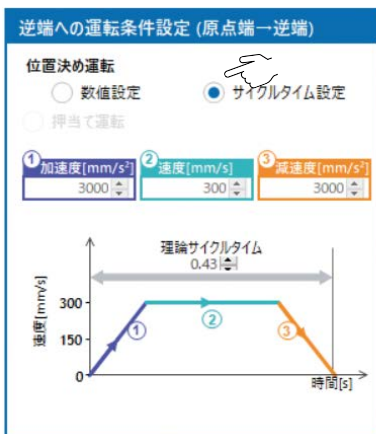 逆端への運転条件設定 (原点端→逆端)
位置決め運転
数値設定 サイクルタイム設定
押当て運転
①加速度[mm/s²] ②速度[mm/s] ③減速度[mm/s²]
3000 300 3000
理論サイクルタイム
0.43
速度[mm/s]
300
150
0
① ② ③
時間[s]